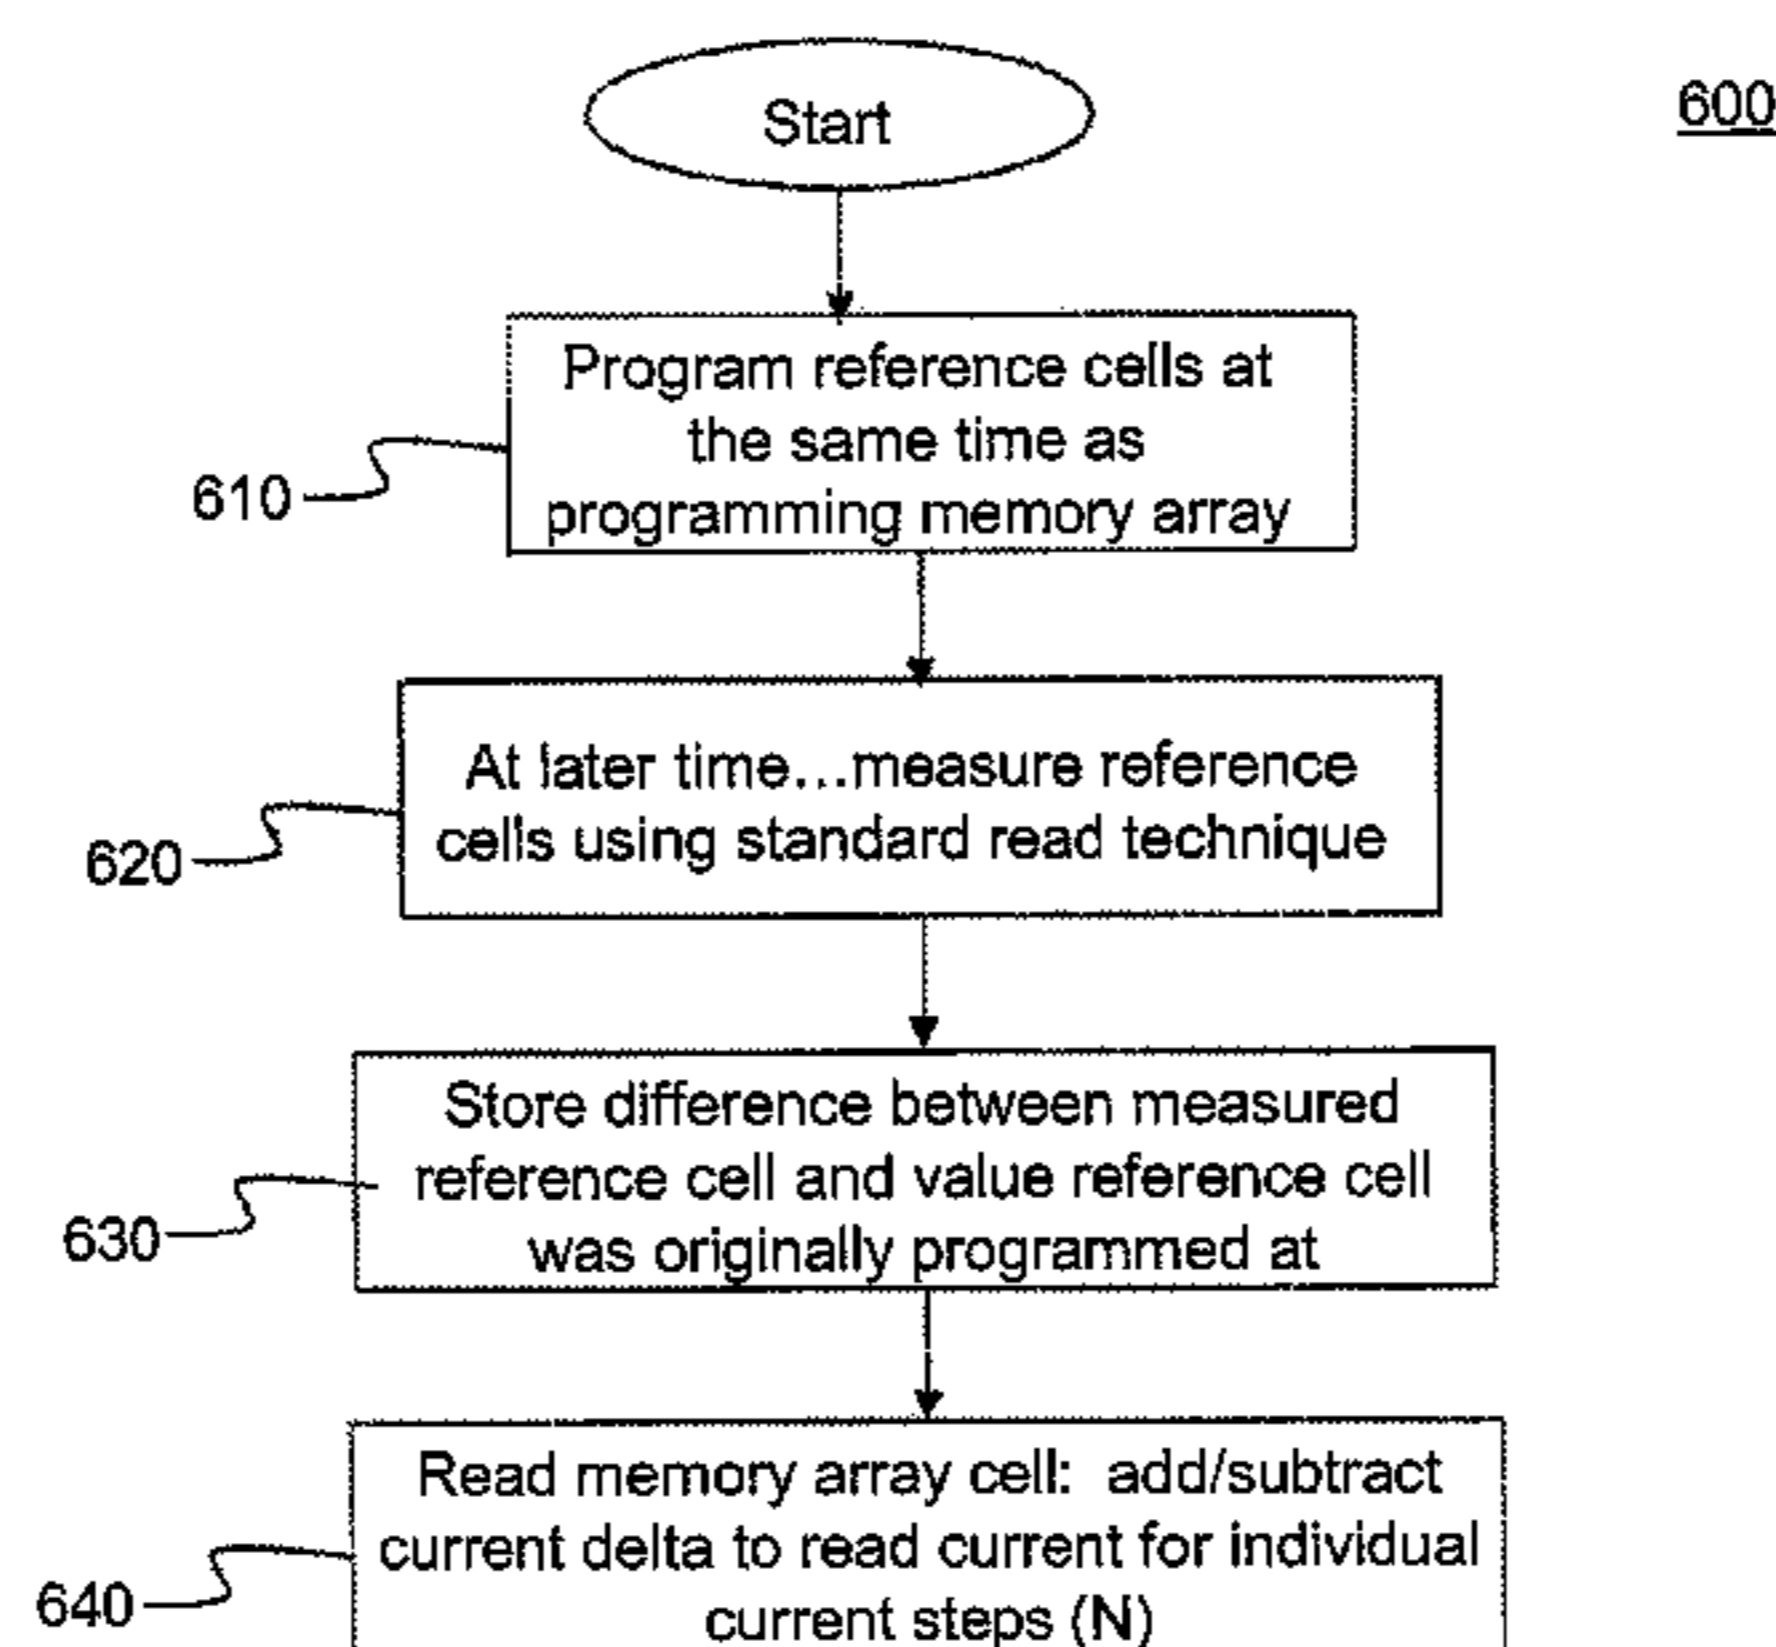 Start
600
Program reference cells at
the same time as
programming memory array
610
At later time...measure reference
cells using standard read technique
620
Store difference between measured
reference cell and value reference cell
was originally programmed at
630
Read memory array cell: add/subtract
current delta to read current for individual
current steps (N)
640